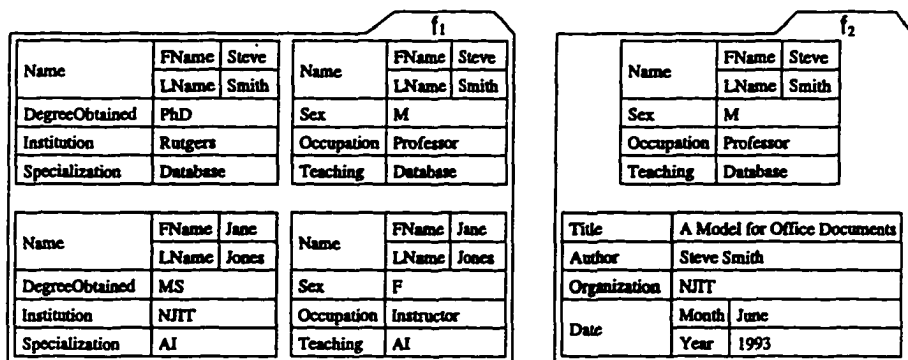 f1
Name FName Steve
LName Smith
DegreeObtained PhD
Institution Rutgers
Specialization Database
Name FName Steve
LName Smith
Sex M
Occupation Professor
Teaching Database
Name FName Jane
LName Jones
DegreeObtained MS
Institution NJIT
Specialization AI
Name FName Jane
LName Jones
Sex F
Occupation Instructor
Teaching AI
f2
Name FName Steve
LName Smith
Sex M
Occupation Professor
Teaching Database
Title A Model for Office Documents
Author Steve Smith
Organization NJIT
Date Month June
Year 1993